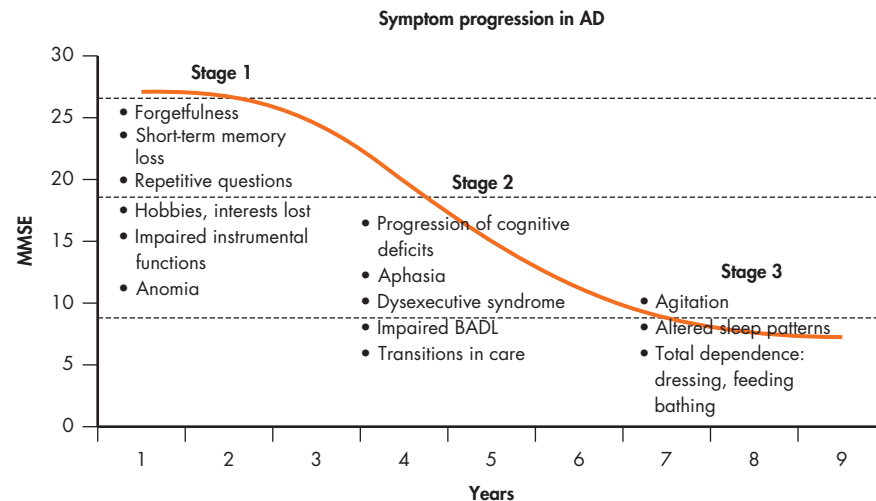 Symptom progression in AD
30
25
20
15
10
5
0
MMSE
Stage 1
• Forgetfulness
• Short-term memory
loss
• Repetitive questions
• Hobbies, interests lost
• Impaired instrumental
functions
• Anomia
Stage 2
• Progression of cognitive
deficits
• Aphasia
• Dysexecutive syndrome
• Impaired BADL
• Transitions in care
Stage 3
• Agitation
• Altered sleep patterns
• Total dependence:
dressing, feeding
bathing
1 2 3 4 5 6 7 8 9
Years